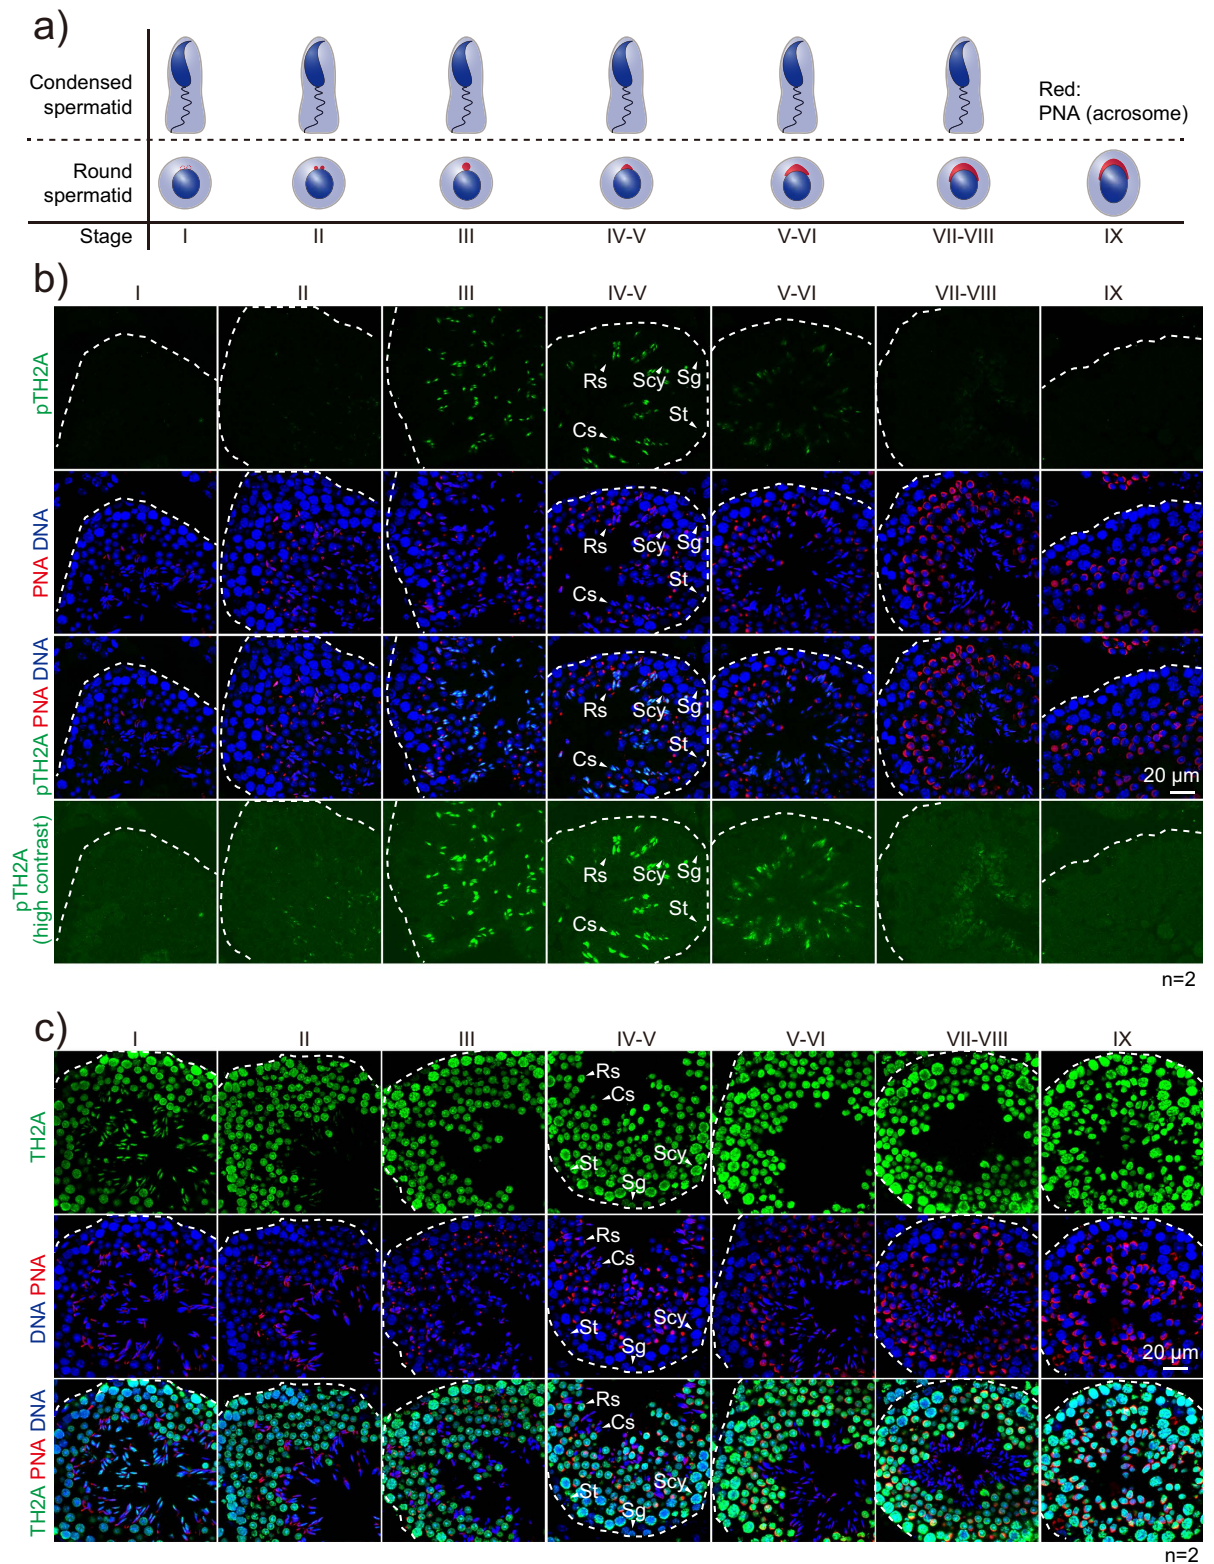 a)
Condensed
spermatid
Red:
PNA (acrosome)
Round
spermatid
Stage I II III IV-V V-VI VII-VIII IX
b)
I II III IV-V V-VI VII-VIII IX
pTH2A
Rs Scy Sg
St
Cs
PNA DNA
Rs Scy Sg
St
Cs
pTH2A PNA DNA
Rs Scy Sg
St
Cs
20 μm
pTH2A
(high contrast)
Rs Scy Sg
St
Cs
n=2
c)
I II III IV-V V-VI VII-VIII IX
TH2A
Rs
Cs
St Scy
Sg
DNA PNA
Rs
Cs
St Scy
Sg
20 μm
TH2A PNA DNA
Rs
Cs
St Scy
Sg
n=2